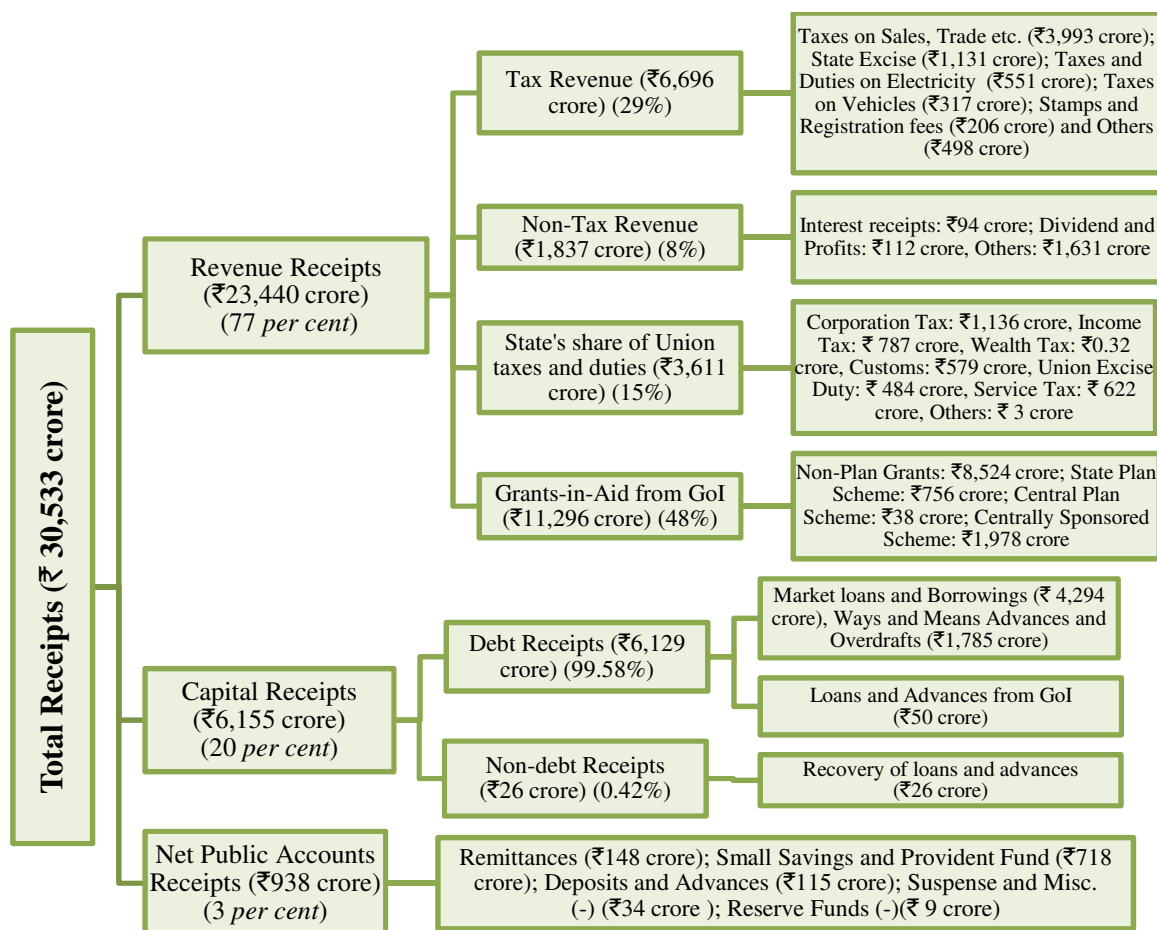 Total Receipts (₹ 30,533 crore)
Revenue Receipts
(₹23,440 crore)
(77 per cent)
Tax Revenue (₹6,696
crore) (29%)
Taxes on Sales, Trade etc. (₹3,993 crore);
State Excise (₹1,131 crore); Taxes and
Duties on Electricity (₹551 crore); Taxes
on Vehicles (₹317 crore); Stamps and
Registration fees (₹206 crore) and Others
(₹498 crore)
Non-Tax Revenue
(₹1,837 crore) (8%)
Interest receipts: ₹94 crore; Dividend and
Profits: ₹112 crore, Others: ₹1,631 crore
State's share of Union
taxes and duties (₹3,611
crore) (15%)
Corporation Tax: ₹1,136 crore, Income
Tax: ₹ 787 crore, Wealth Tax: ₹0.32
crore, Customs: ₹579 crore, Union Excise
Duty: ₹ 484 crore, Service Tax: ₹ 622
crore, Others: ₹ 3 crore
Grants-in-Aid from GoI
(₹11,296 crore) (48%)
Non-Plan Grants: ₹8,524 crore; State Plan
Scheme: ₹756 crore; Central Plan
Scheme: ₹38 crore; Centrally Sponsored
Scheme: ₹1,978 crore
Capital Receipts
(₹6,155 crore)
(20 per cent)
Debt Receipts (₹6,129
crore) (99.58%)
Market loans and Borrowings (₹ 4,294
crore), Ways and Means Advances and
Overdrafts (₹1,785 crore)
Loans and Advances from GoI
(₹50 crore)
Non-debt Receipts
(₹26 crore) (0.42%)
Recovery of loans and advances
(₹26 crore)
Net Public Accounts
Receipts (₹938 crore)
(3 per cent)
Remittances (₹148 crore); Small Savings and Provident Fund (₹718
crore); Deposits and Advances (₹115 crore); Suspense and Misc.
(-) (₹34 crore ); Reserve Funds (-)(₹ 9 crore)